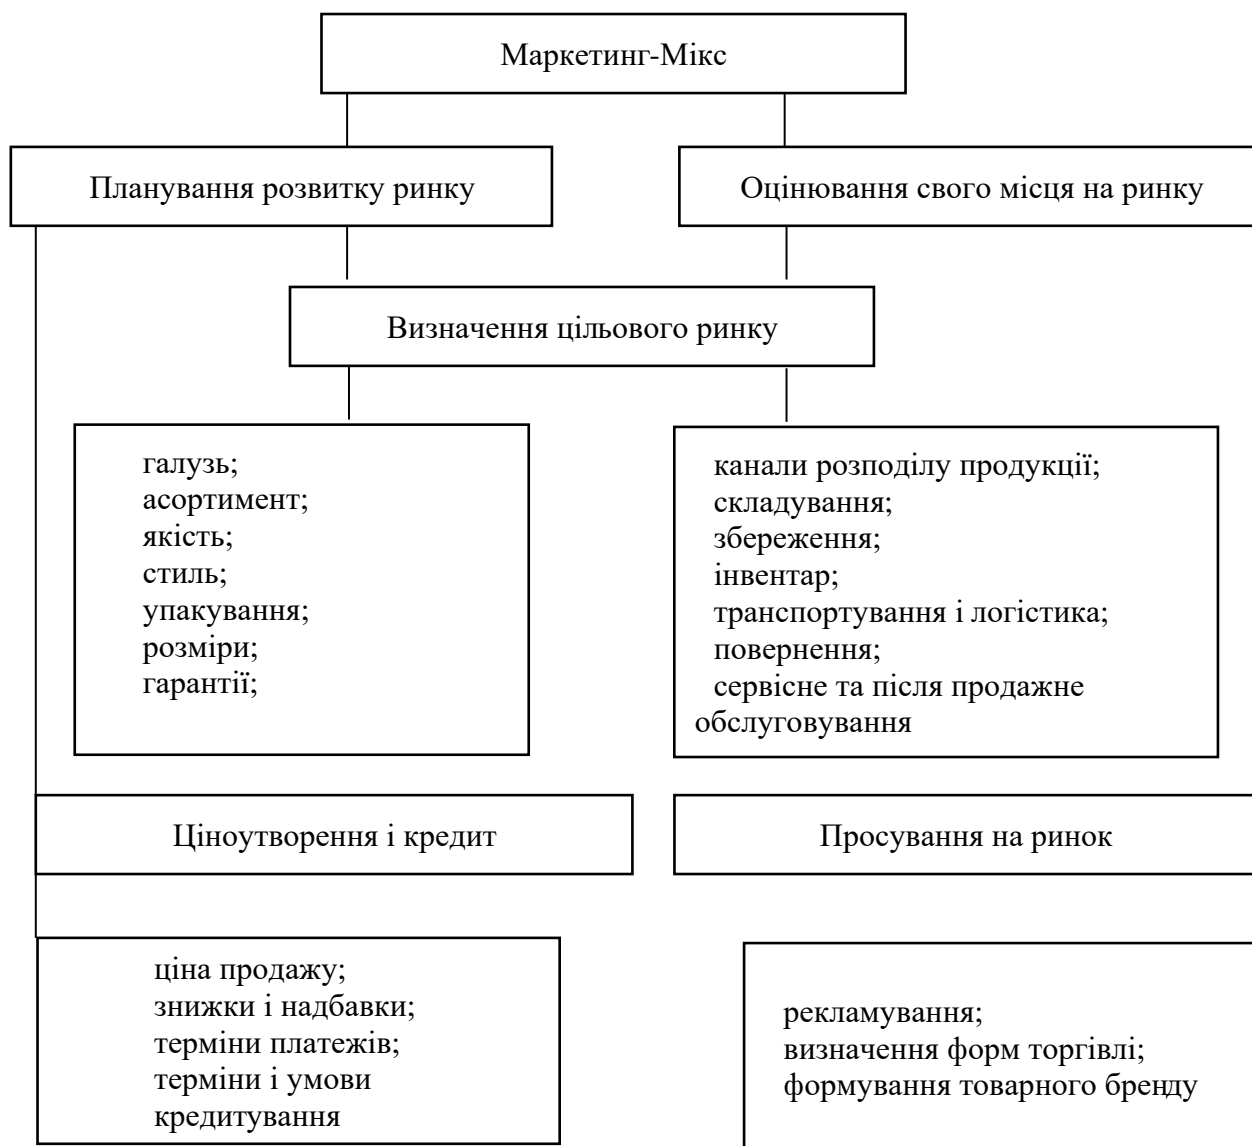 Маркетинг-Мікс
Планування розвитку ринку
Оцінювання свого місця на ринку
Визначення цільового ринку
галузь;
асортимент;
якість;
стиль;
упакування;
розміри;
гарантії;
канали розподілу продукції;
складування;
збереження;
інвентар;
транспортування і логістика;
повернення;
сервісне та після продажне
обслуговування
Ціноутворення і кредит
Просування на ринок
ціна продажу;
знижки і надбавки;
терміни платежів;
терміни і умови
кредитування
рекламування;
визначення форм торгівлі;
формування товарного бренду